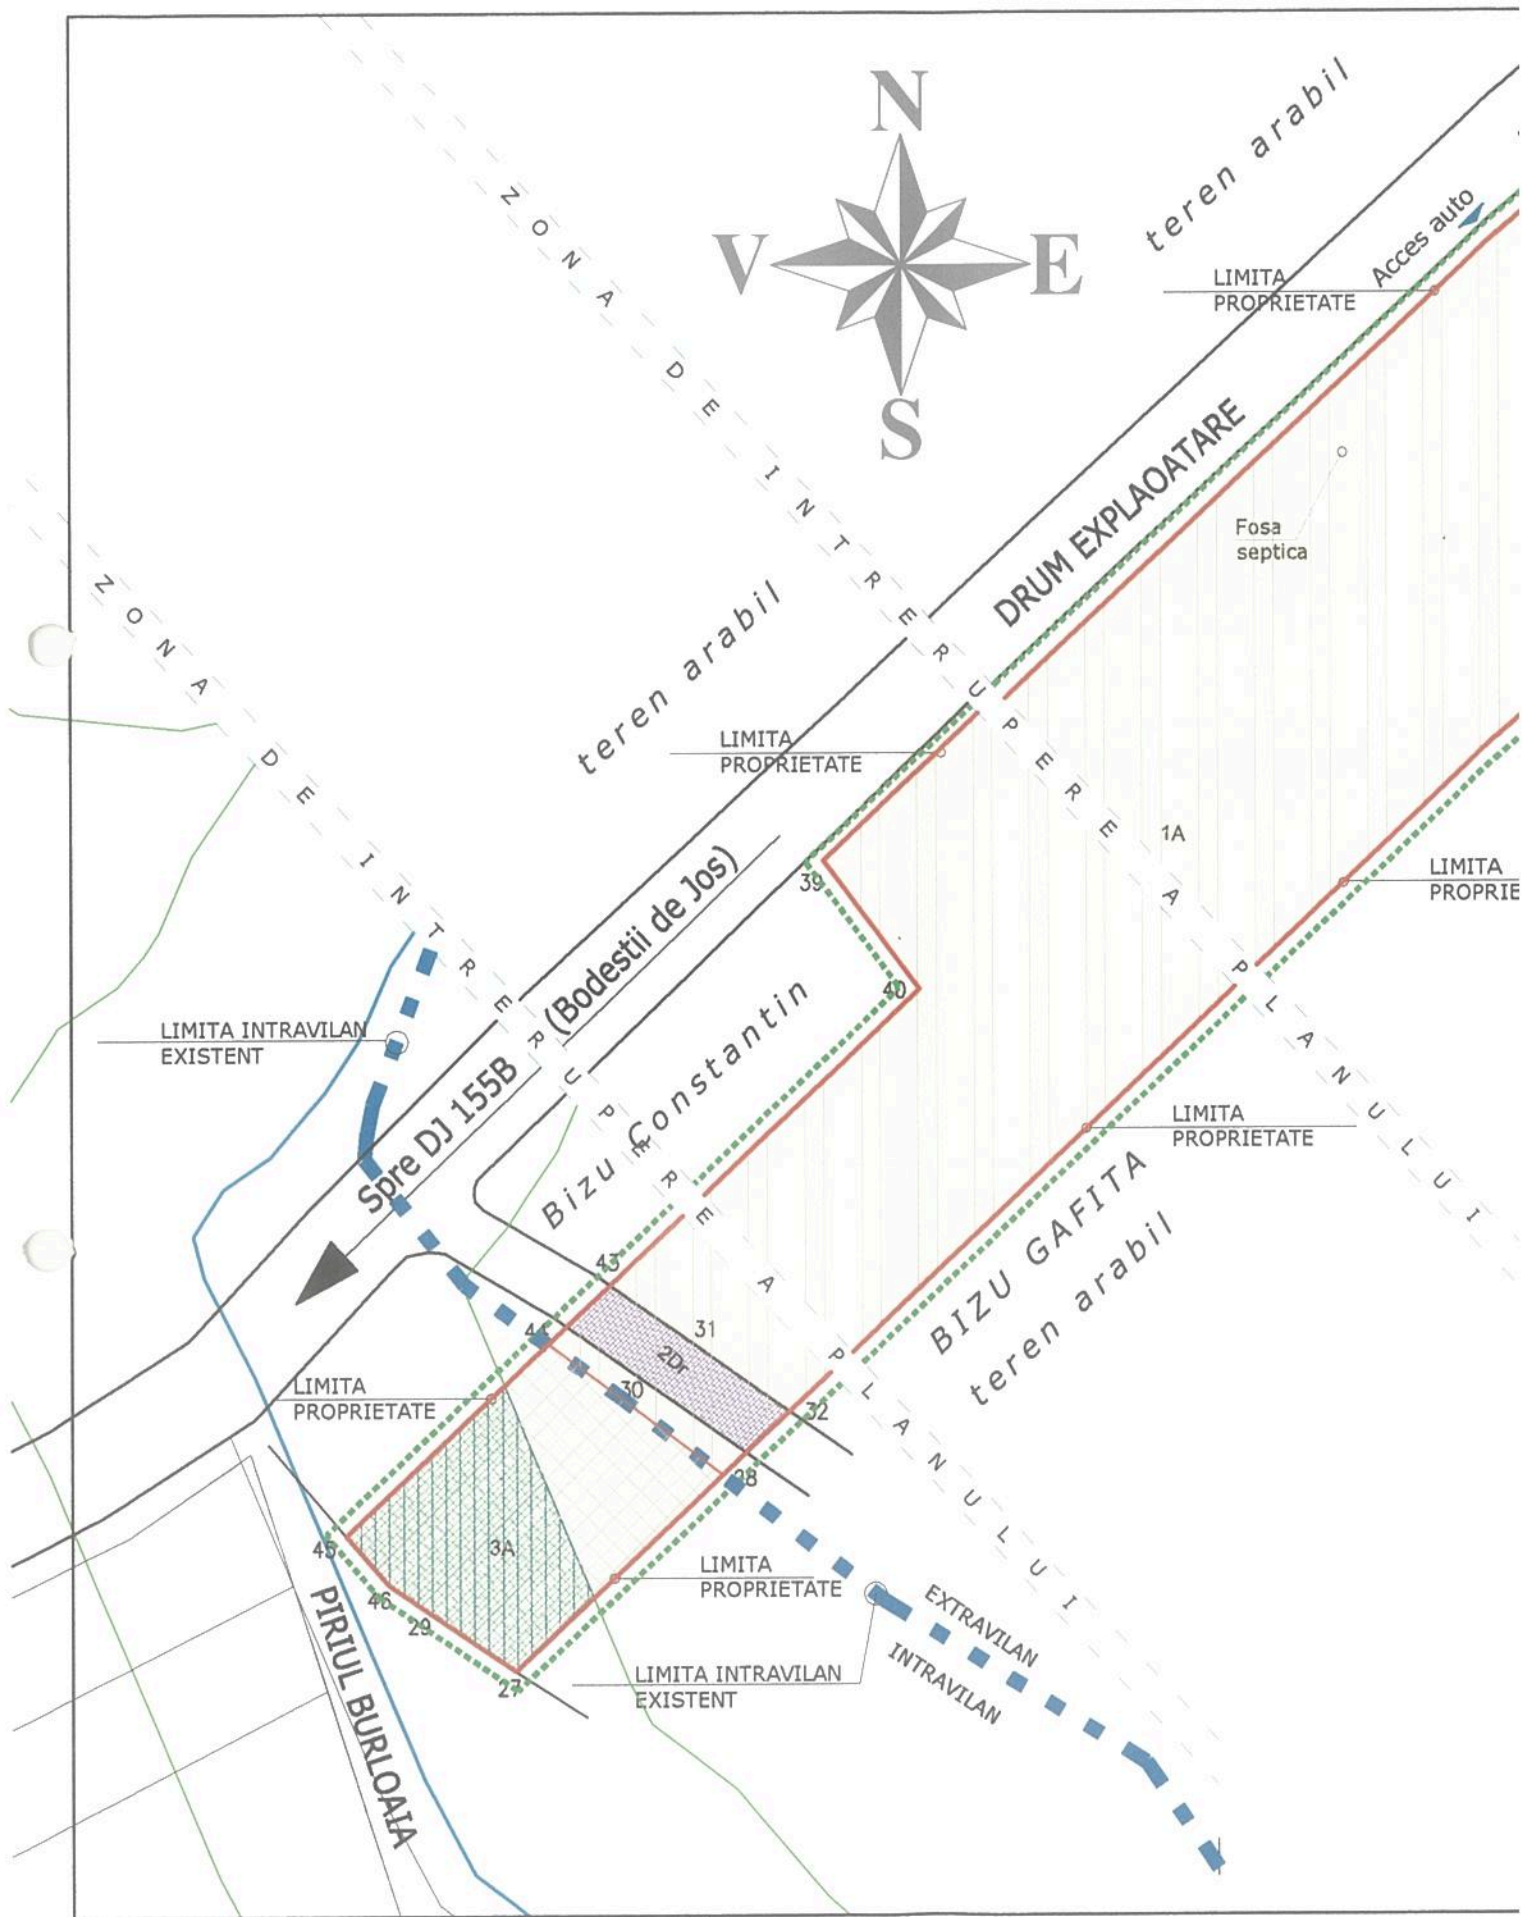 N
V
E
S
teren arabil
Acces auto
LIMITA
PROPRIETATE
ZONA DE INTRERUPERE A PLANULUI
DRUM EXPLAOATARE
Fosa
septica
teren arabil
ZONA DE INTRERUPERE A PLANULUI
LIMITA
PROPRIETATE
1A
LIMITA
PROPRIE
39
40
(Bodestii de Jos)
Spre DJ 155B
LIMITA INTRAVILAN
EXISTENT
Bizu Constantin
LIMITA
PROPRIETATE
BIZU GAFITA
teren arabil
43
44
31
2Dr
30
32
28
LIMITA
PROPRIETATE
45
3A
46
29
27
LIMITA
PROPRIETATE
EXTRAVILAN
INTRAVILAN
LIMITA INTRAVILAN
EXISTENT
PIRIUL BURLOAIA